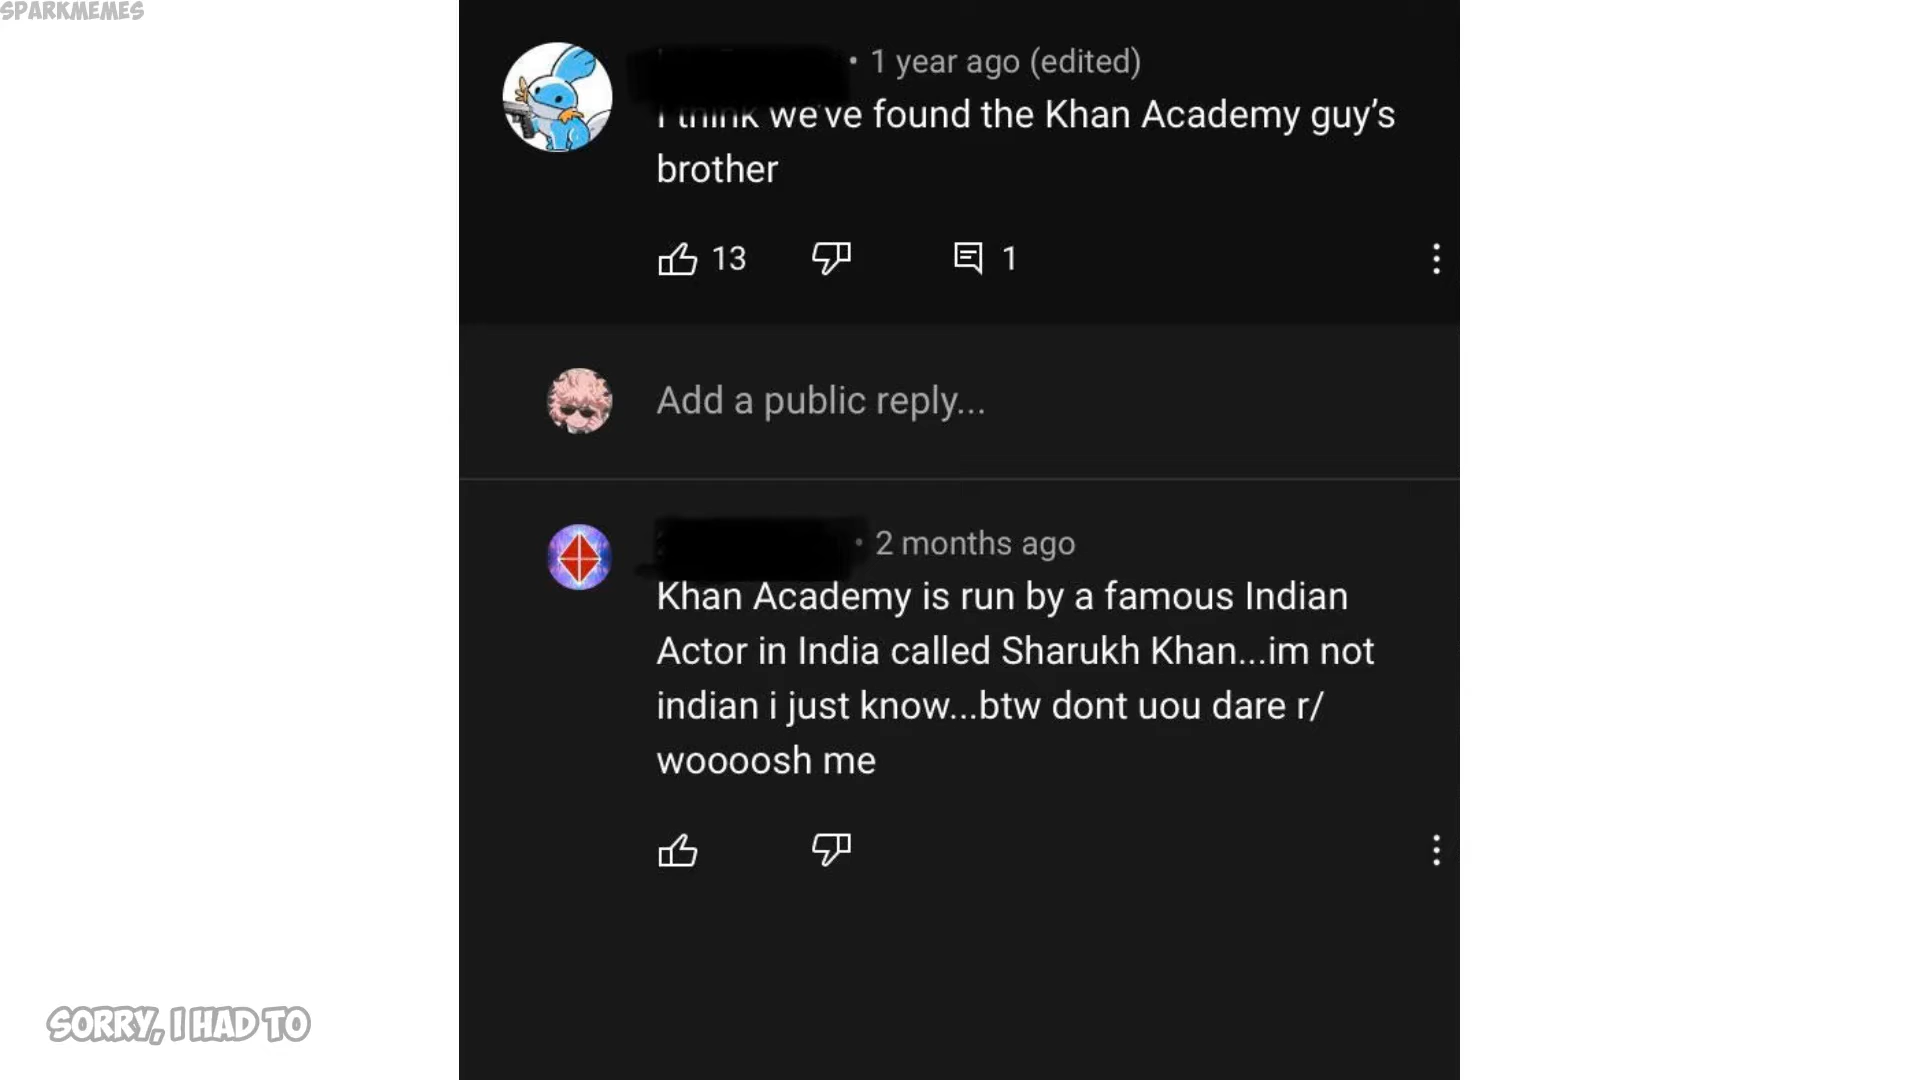 SPARKMEMES
• 1 year ago (edited)
I think we've found the Khan Academy guy's
brother
13
1
Add a public reply...
• 2 months ago
Khan Academy is run by a famous Indian
Actor in India called Sharukh Khan...im not
indian i just know...btw dont uou dare r/
woooosh me
SORRY, I HAD TO